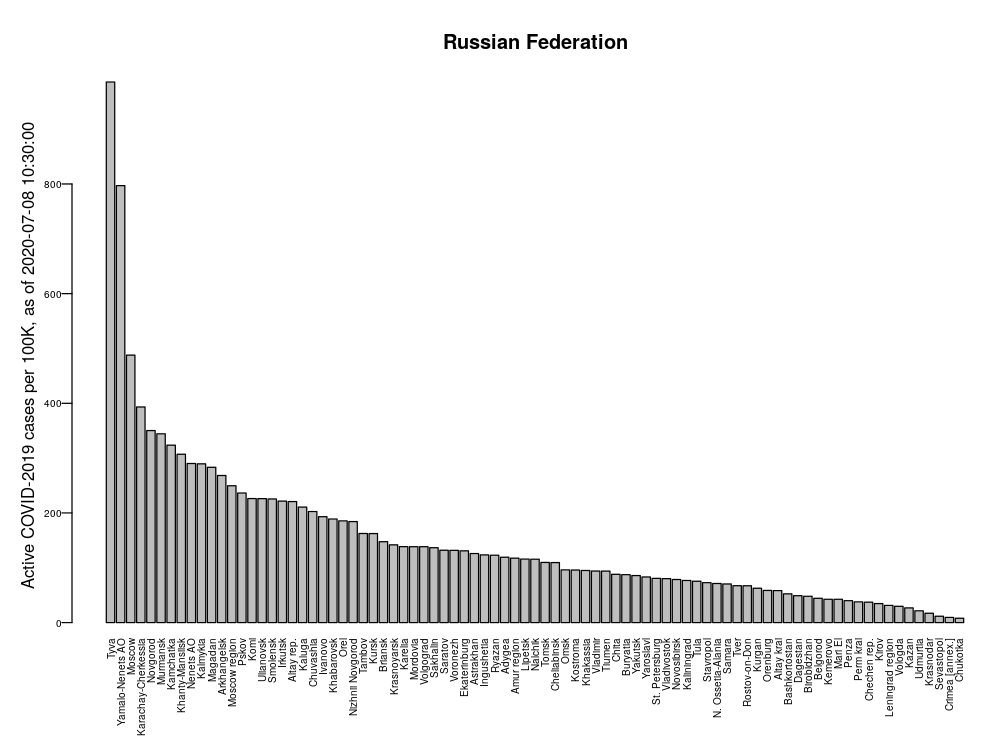 Russian Federation
Active COVID-2019 cases per 100K, as of 2020-07-08 10:30:00
800
600
400
200
0
Tyva
Yamalo-Nenets AO
Moscow
Karachay-Cherkessia
Novgorod
Murmansk
Kamchatka
Khanty-Mansiisk
Nenets AO
Kalmykia
Magadan
Arkhangelsk
Moscow region
Pskov
Komi
Ulianovsk
Smolensk
Irkutsk
Altay rep.
Kaluga
Chuvashia
Ivanovo
Khabarovsk
Orel
Nizhnii Novgorod
Tambov
Kursk
Briansk
Krasnoyarsk
Karelia
Mordovia
Volgograd
Sakhalin
Saratov
Voronezh
Ekaterenburg
Astrakhan
Ingushetia
Riazan
Adygea
Amur region
Lipetsk
Nalchik
Tomsk
Cheliabinsk
Omsk
Kostroma
Khakassia
Vladimir
Tiumen
Chita
Buryatia
Yakutsk
Yaroslavl
St. Petersburg
Vladivostok
Novosibirsk
Kaliningrad
Tula
Stavropol
N. Ossetia-Alania
Samara
Tver
Rostov-on-Don
Kurgan
Orenburg
Altay krai
Bashkortostan
Dagestan
Birobidzhan
Belgorod
Kemerovo
Mari El
Penza
Perm krai
Chechen rep.
Kirov
Leningrad region
Vologda
Kazan
Udmurtia
Krasnodar
Sevastopol
Crimea [annex.]
Chukotka